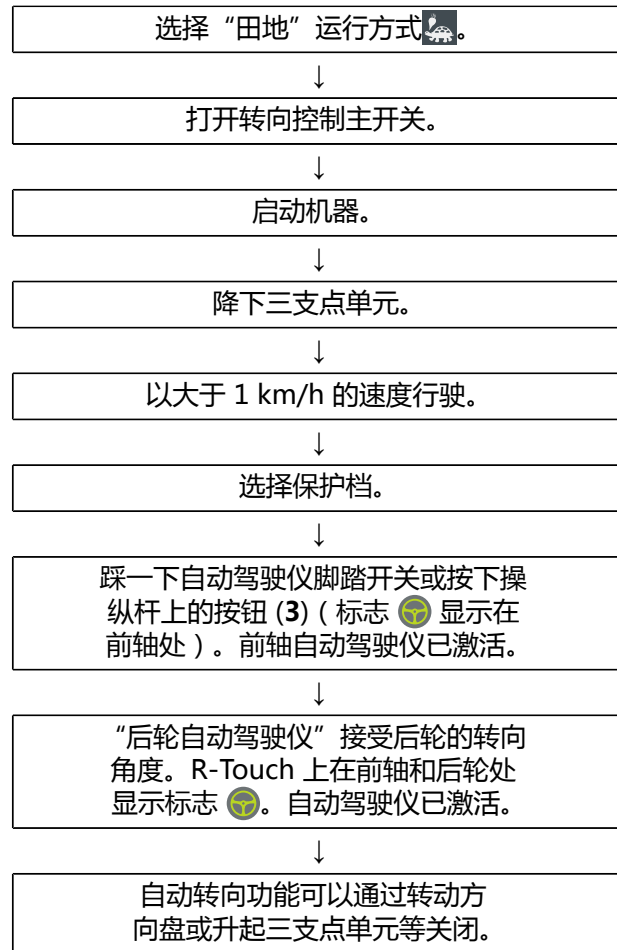 选择“田地”运行方式。
↓
打开转向控制主开关。
↓
启动机器。
↓
降下三支点单元。
↓
以大于 1 km/h 的速度行驶。
↓
选择保护档。
↓
踩一下自动驾驶仪脚踏开关或按下操
纵杆上的按钮 (3)（标志 显示在
前轴处）。前轴自动驾驶仪已激活。
↓
“后轮自动驾驶仪”接受后轮的转向
角度。R-Touch 上在前轴和后轮处
显示标志 。自动驾驶仪已激活。
↓
自动转向功能可以通过转动方
向盘或升起三支点单元等关闭。